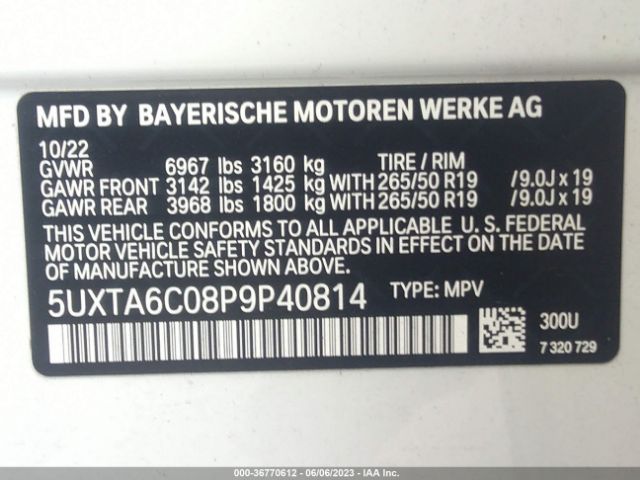 MFD BY BAYERISCHE MOTOREN WERKE AG
10/22
GVWR 6967 lbs 3160 kg TIRE / RIM
GAWR FRONT 3142 lbs 1425 kg WITH 265/50 R19 /9.0J x 19
GAWR REAR 3968 lbs 1800 kg WITH 265/50 R19 /9.0J x 19
THIS VEHICLE CONFORMS TO ALL APPLICABLE U. S. FEDERAL
MOTOR VEHICLE SAFETY STANDARDS IN EFFECT ON THE DATE
OF MANUFACTURE SHOWN ABOVE.
5UXTA6C08P9P40814 TYPE: MPV
300U
7 320 729
000-36770612 - 06/06/2023 - IAA Inc.